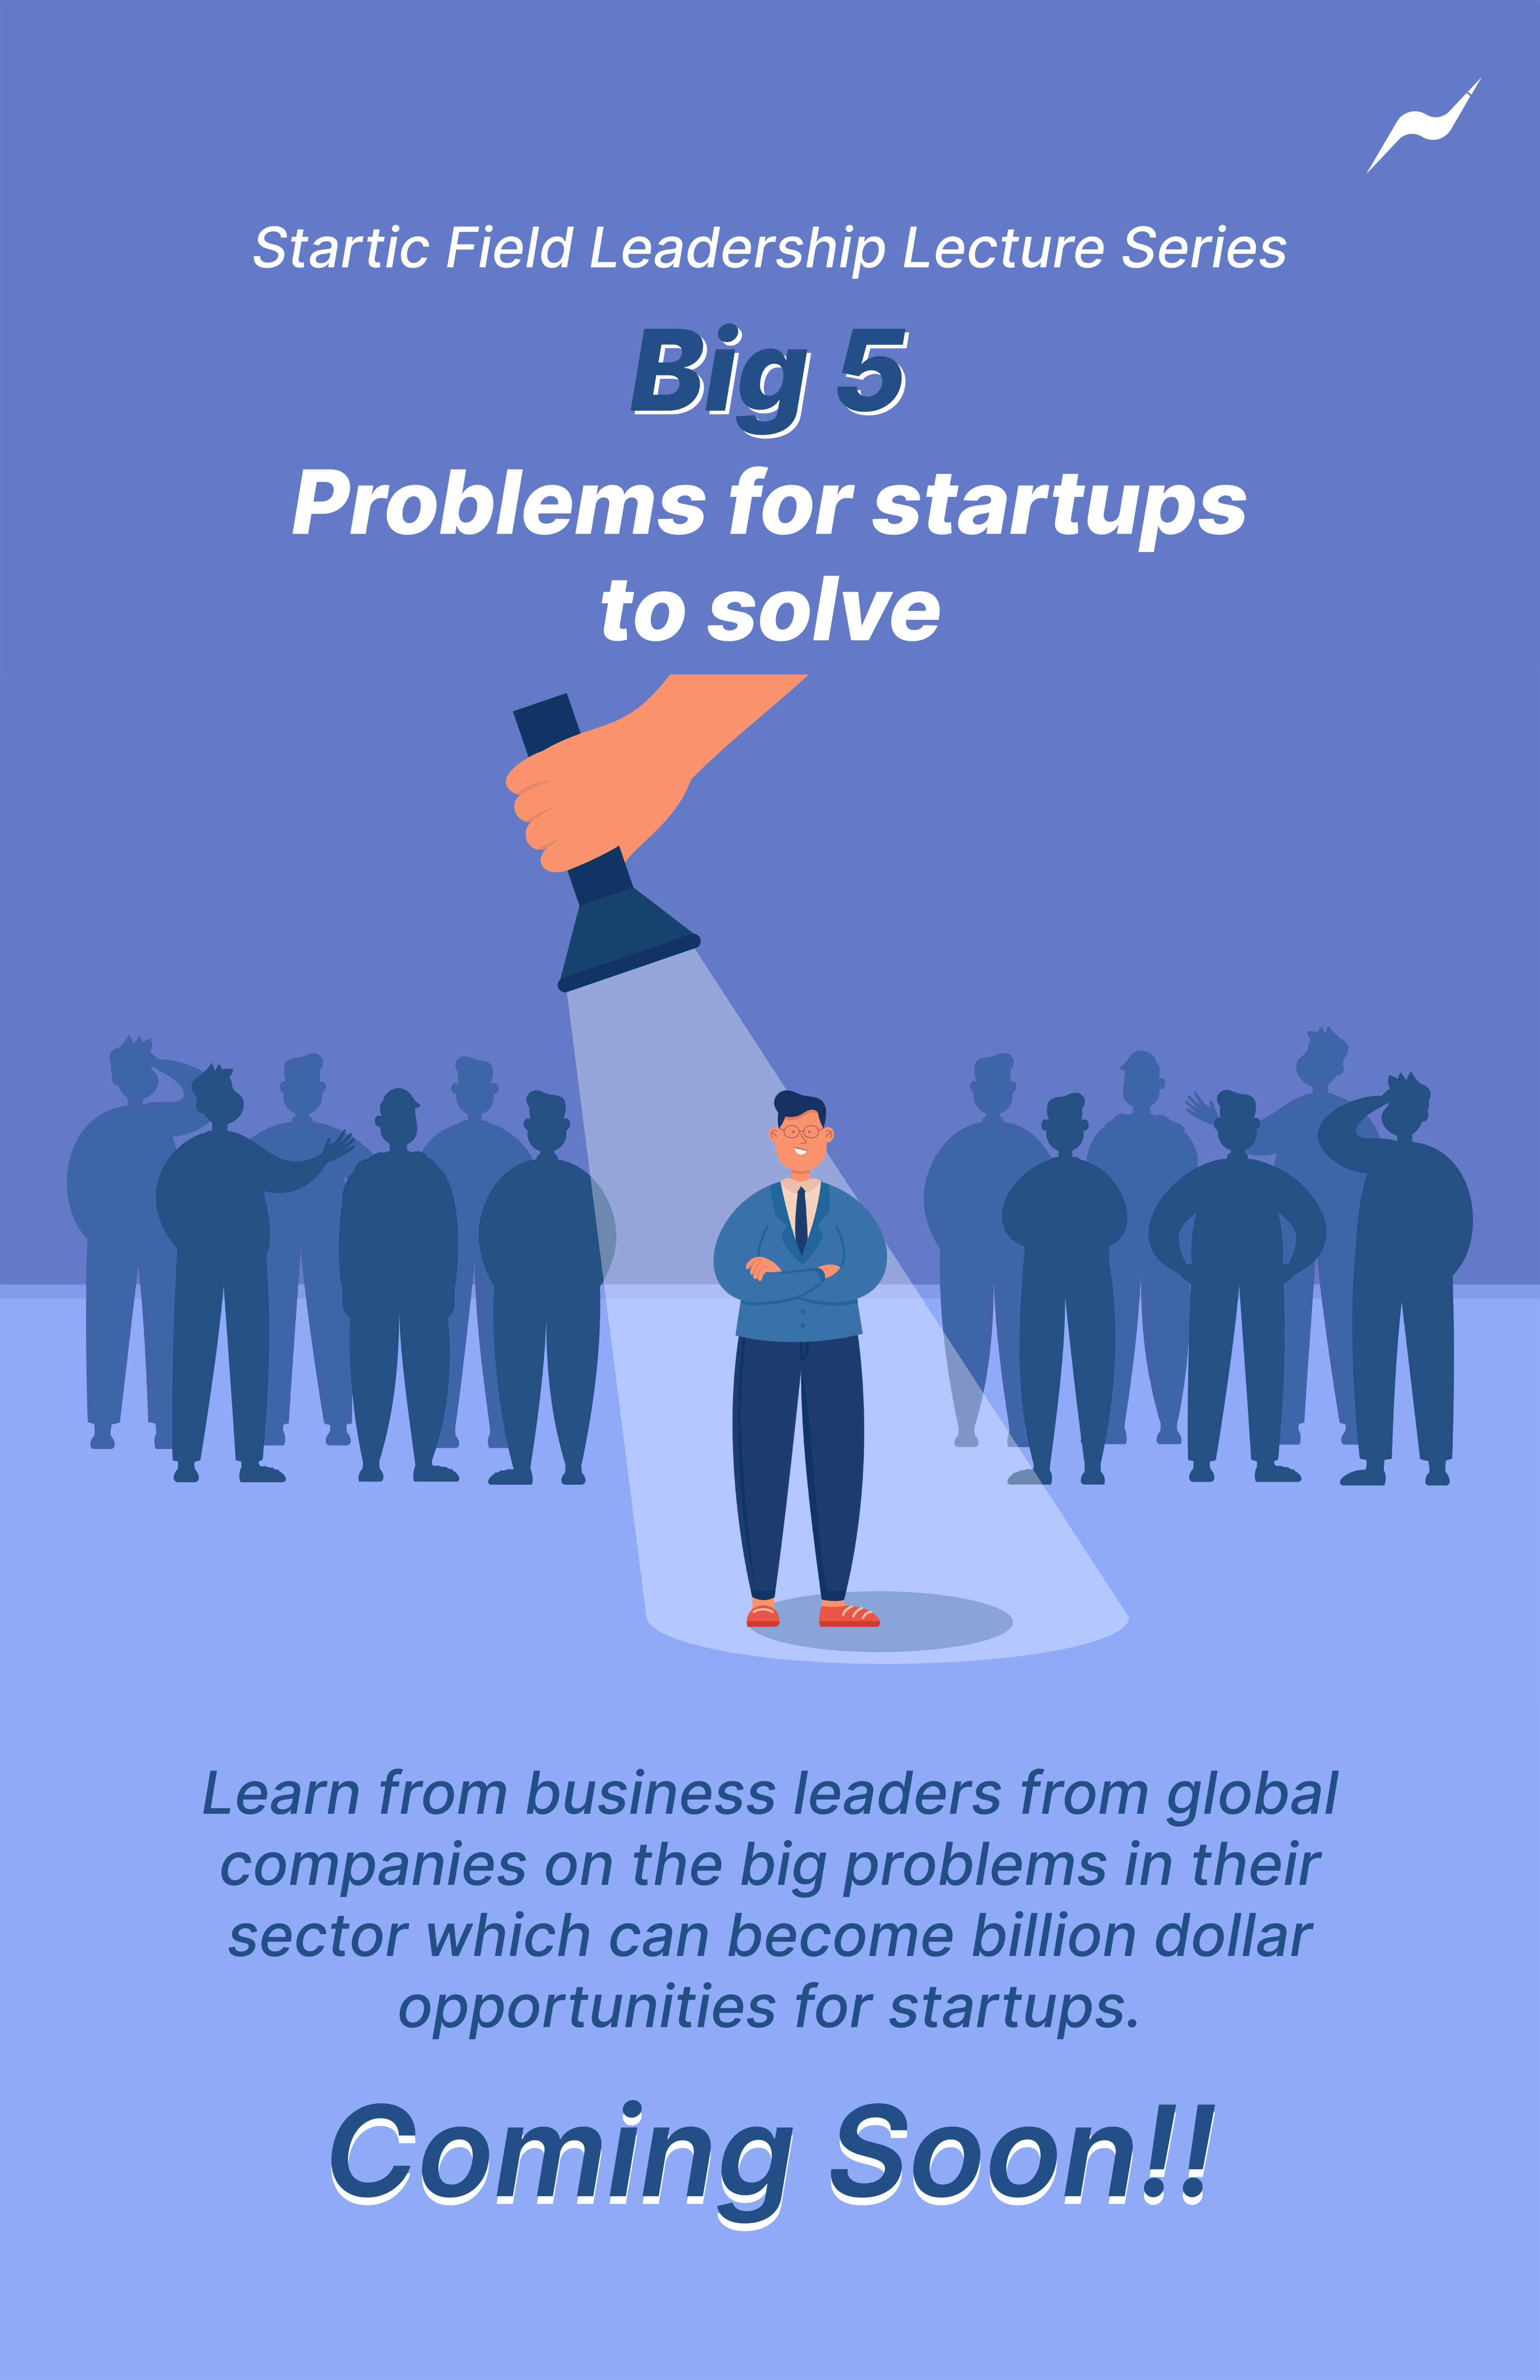 Startic Field Leadership Lecture Series
Big 5
Problems for startups
to solve
Learn from business leaders from global
companies on the big problems in their
sector which can become billion dollar
opportunities for startups.
Coming Soon!!